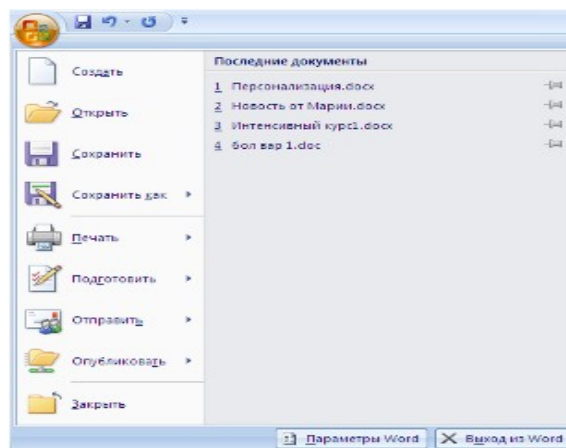 Последние документы
1 Персонализация.docx
2 Новость от Марии.docx
3 Интенсивный курс1.docx
4 бол вар 1.doc
Создать
Открыть
Сохранить
Сохранить как
Печать
Подготовить
Отправить
Опубликовать
Закрыть
Параметры Word
Выход из Word